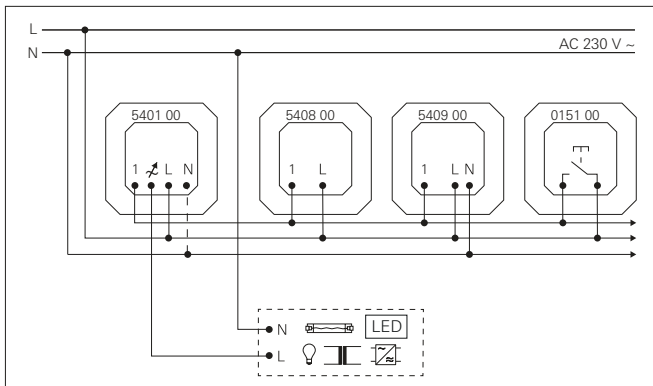 L
N
AC 230 V ~
5401 00
5408 00
5409 00
0151 00
1 L N
1 L
1 L N
N
LED
L